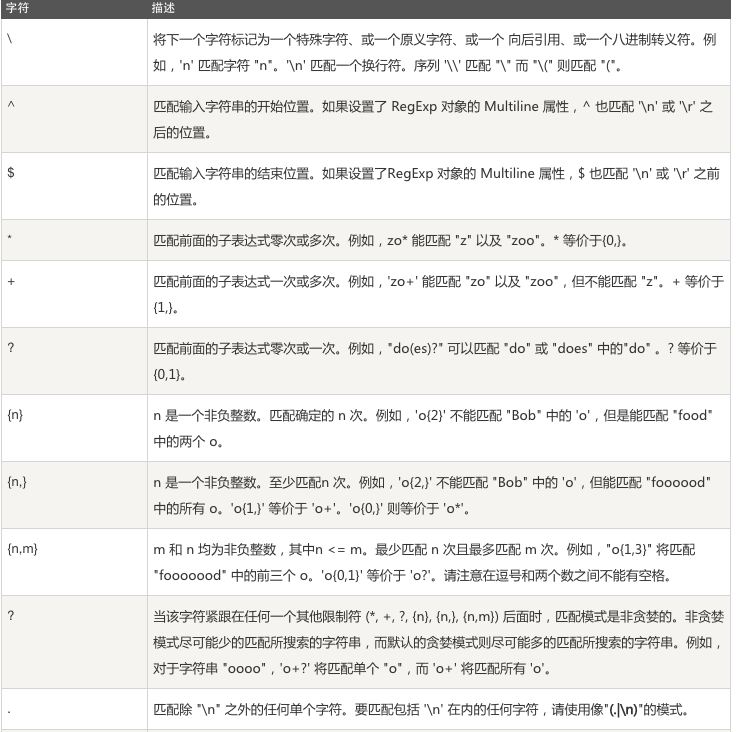 字符 描述
\ 将下一个字符标记为一个特殊字符、或一个原义字符、或一个 向后引用、或一个八进制转义符。例
如，'n' 匹配字符 "n"。'\n' 匹配一个换行符。序列 '\\' 匹配 "\" 而 "\(" 则匹配 "("。
^ 匹配输入字符串的开始位置。如果设置了 RegExp 对象的 Multiline 属性，^ 也匹配 '\n' 或 '\r' 之
后的位置。
$ 匹配输入字符串的结束位置。如果设置了RegExp 对象的 Multiline 属性，$ 也匹配 '\n' 或 '\r' 之前
的位置。
* 匹配前面的子表达式零次或多次。例如，zo* 能匹配 "z" 以及 "zoo"。* 等价于{0,}。
+ 匹配前面的子表达式一次或多次。例如，'zo+' 能匹配 "zo" 以及 "zoo"，但不能匹配 "z"。+ 等价于
{1,}。
? 匹配前面的子表达式零次或一次。例如，"do(es)?" 可以匹配 "do" 或 "does" 中的"do" 。? 等价于
{0,1}。
{n} n 是一个非负整数。匹配确定的 n 次。例如，'o{2}' 不能匹配 "Bob" 中的 'o'，但是能匹配 "food"
中的两个 o。
{n,} n 是一个非负整数。至少匹配n 次。例如，'o{2,}' 不能匹配 "Bob" 中的 'o'，但能匹配 "foooood"
中的所有 o。'o{1,}' 等价于 'o+'。'o{0,}' 则等价于 'o*'。
{n,m} m 和 n 均为非负整数，其中n <= m。最少匹配 n 次且最多匹配 m 次。例如，"o{1,3}" 将匹配
"fooooood" 中的前三个 o。'o{0,1}' 等价于 'o?'。请注意在逗号和两个数之间不能有空格。
? 当该字符紧跟在任何一个其他限制符 (*, +, ?, {n}, {n,}, {n,m}) 后面时，匹配模式是非贪婪的。非贪婪
模式尽可能少的匹配所搜索的字符串，而默认的贪婪模式则尽可能多的匹配所搜索的字符串。例如，
对于字符串 "oooo"，'o+?' 将匹配单个 "o"，而 'o+' 将匹配所有 'o'。
. 匹配除 "\n" 之外的任何单个字符。要匹配包括 '\n' 在内的任何字符，请使用像"(.|\n)"的模式。